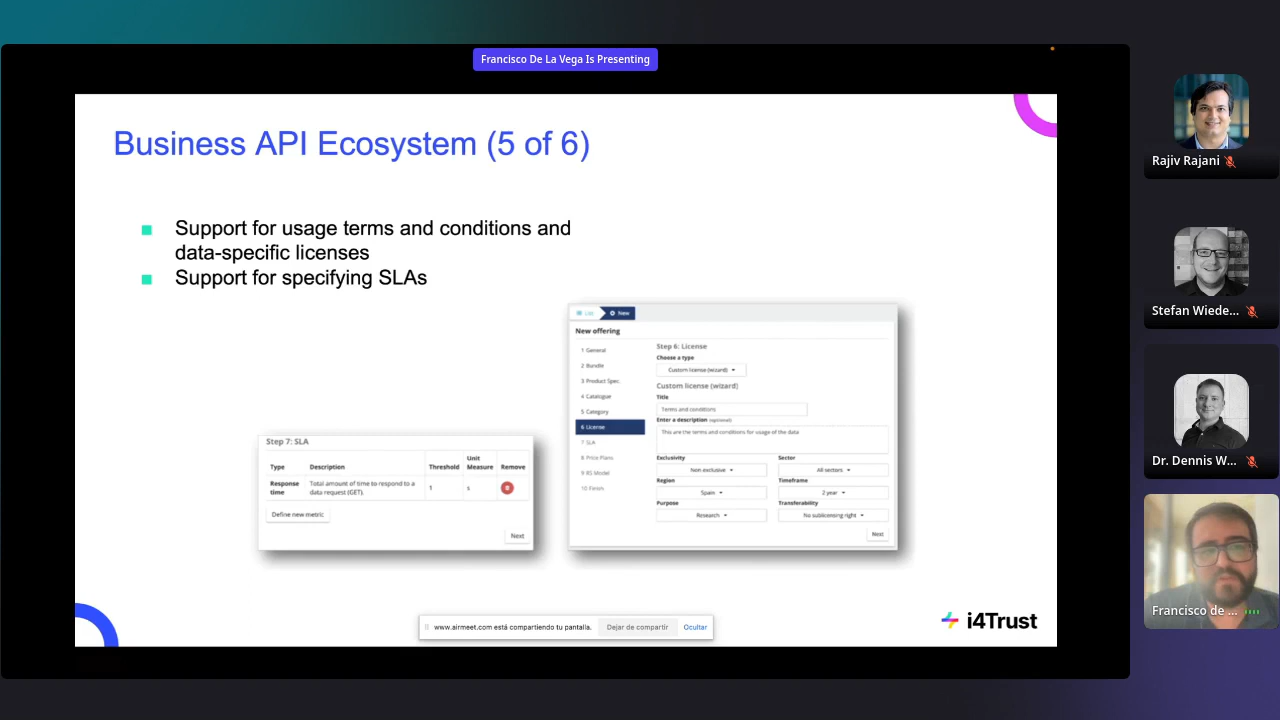 Francisco De La Vega Is Presenting
Business API Ecosystem (5 of 6)
Support for usage terms and conditions and
data-specific licenses
Support for specifying SLAs
Step 7: SLA
Type Description Threshold Unit Measure Remove
Response time Total amount of time to respond to a data request (GET). 1 s
Define new metric
Next
List New
New offering
1 General
2 Bundle
3 Product Spec.
4 Catalogue
5 Category
6 License
7 SLA
8 Price Plans
9 RS Model
10 Finish
Step 6: License
Choose a type
Custom license (wizard)
Custom license (wizard)
Title
Terms and conditions
Enter a description (optional)
This are the terms and conditions for usage of the data
Exclusivity Sector
Non exclusive All sectors
Region Timeframe
Spain 2 year
Purpose Transferability
Research No sublicensing right
Next
www.airmeet.com está compartiendo tu pantalla. Dejar de compartir Ocultar
i4Trust
Rajiv Rajani
Stefan Wiede...
Dr. Dennis W...
Francisco de ...